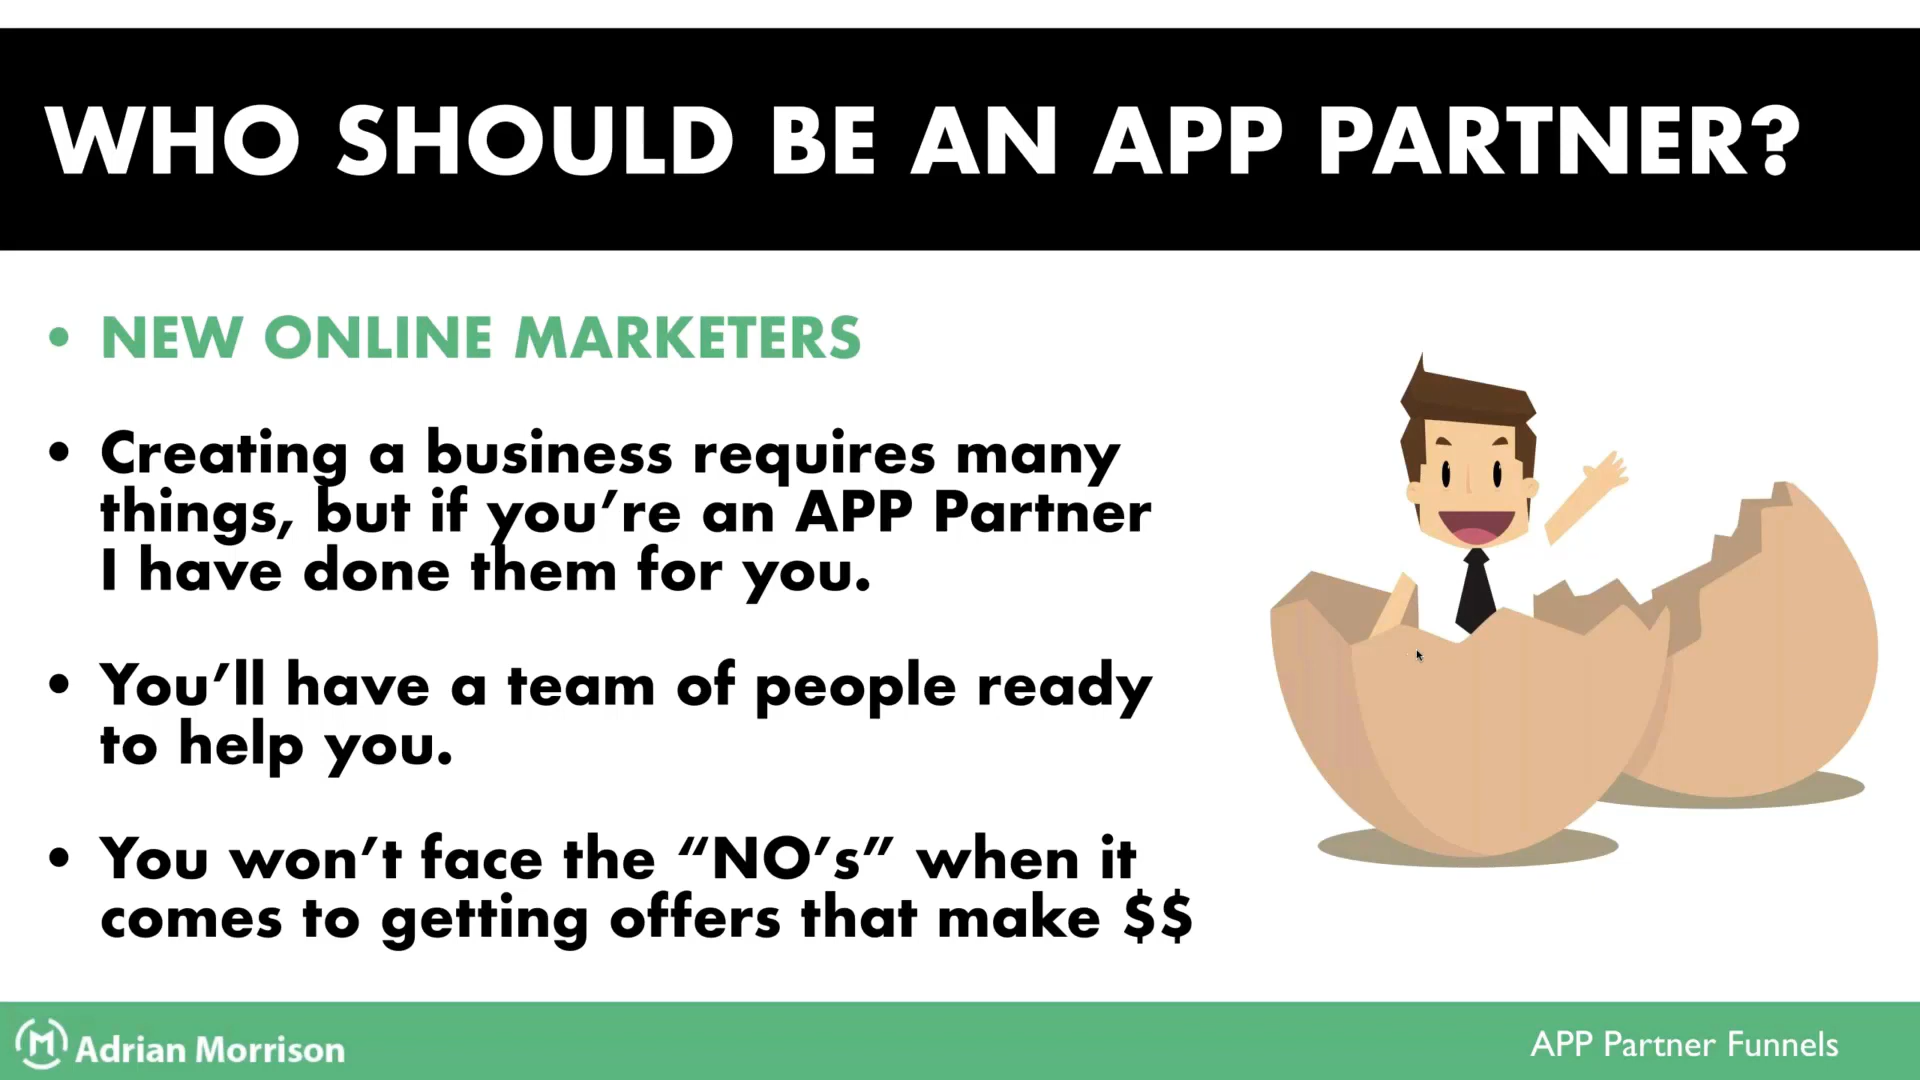 WHO SHOULD BE AN APP PARTNER?
• NEW ONLINE MARKETERS
• Creating a business requires many
things, but if you’re an APP Partner
I have done them for you.
• You’ll have a team of people ready
to help you.
• You won’t face the “NO’s” when it
comes to getting offers that make $$
M Adrian Morrison
APP Partner Funnels